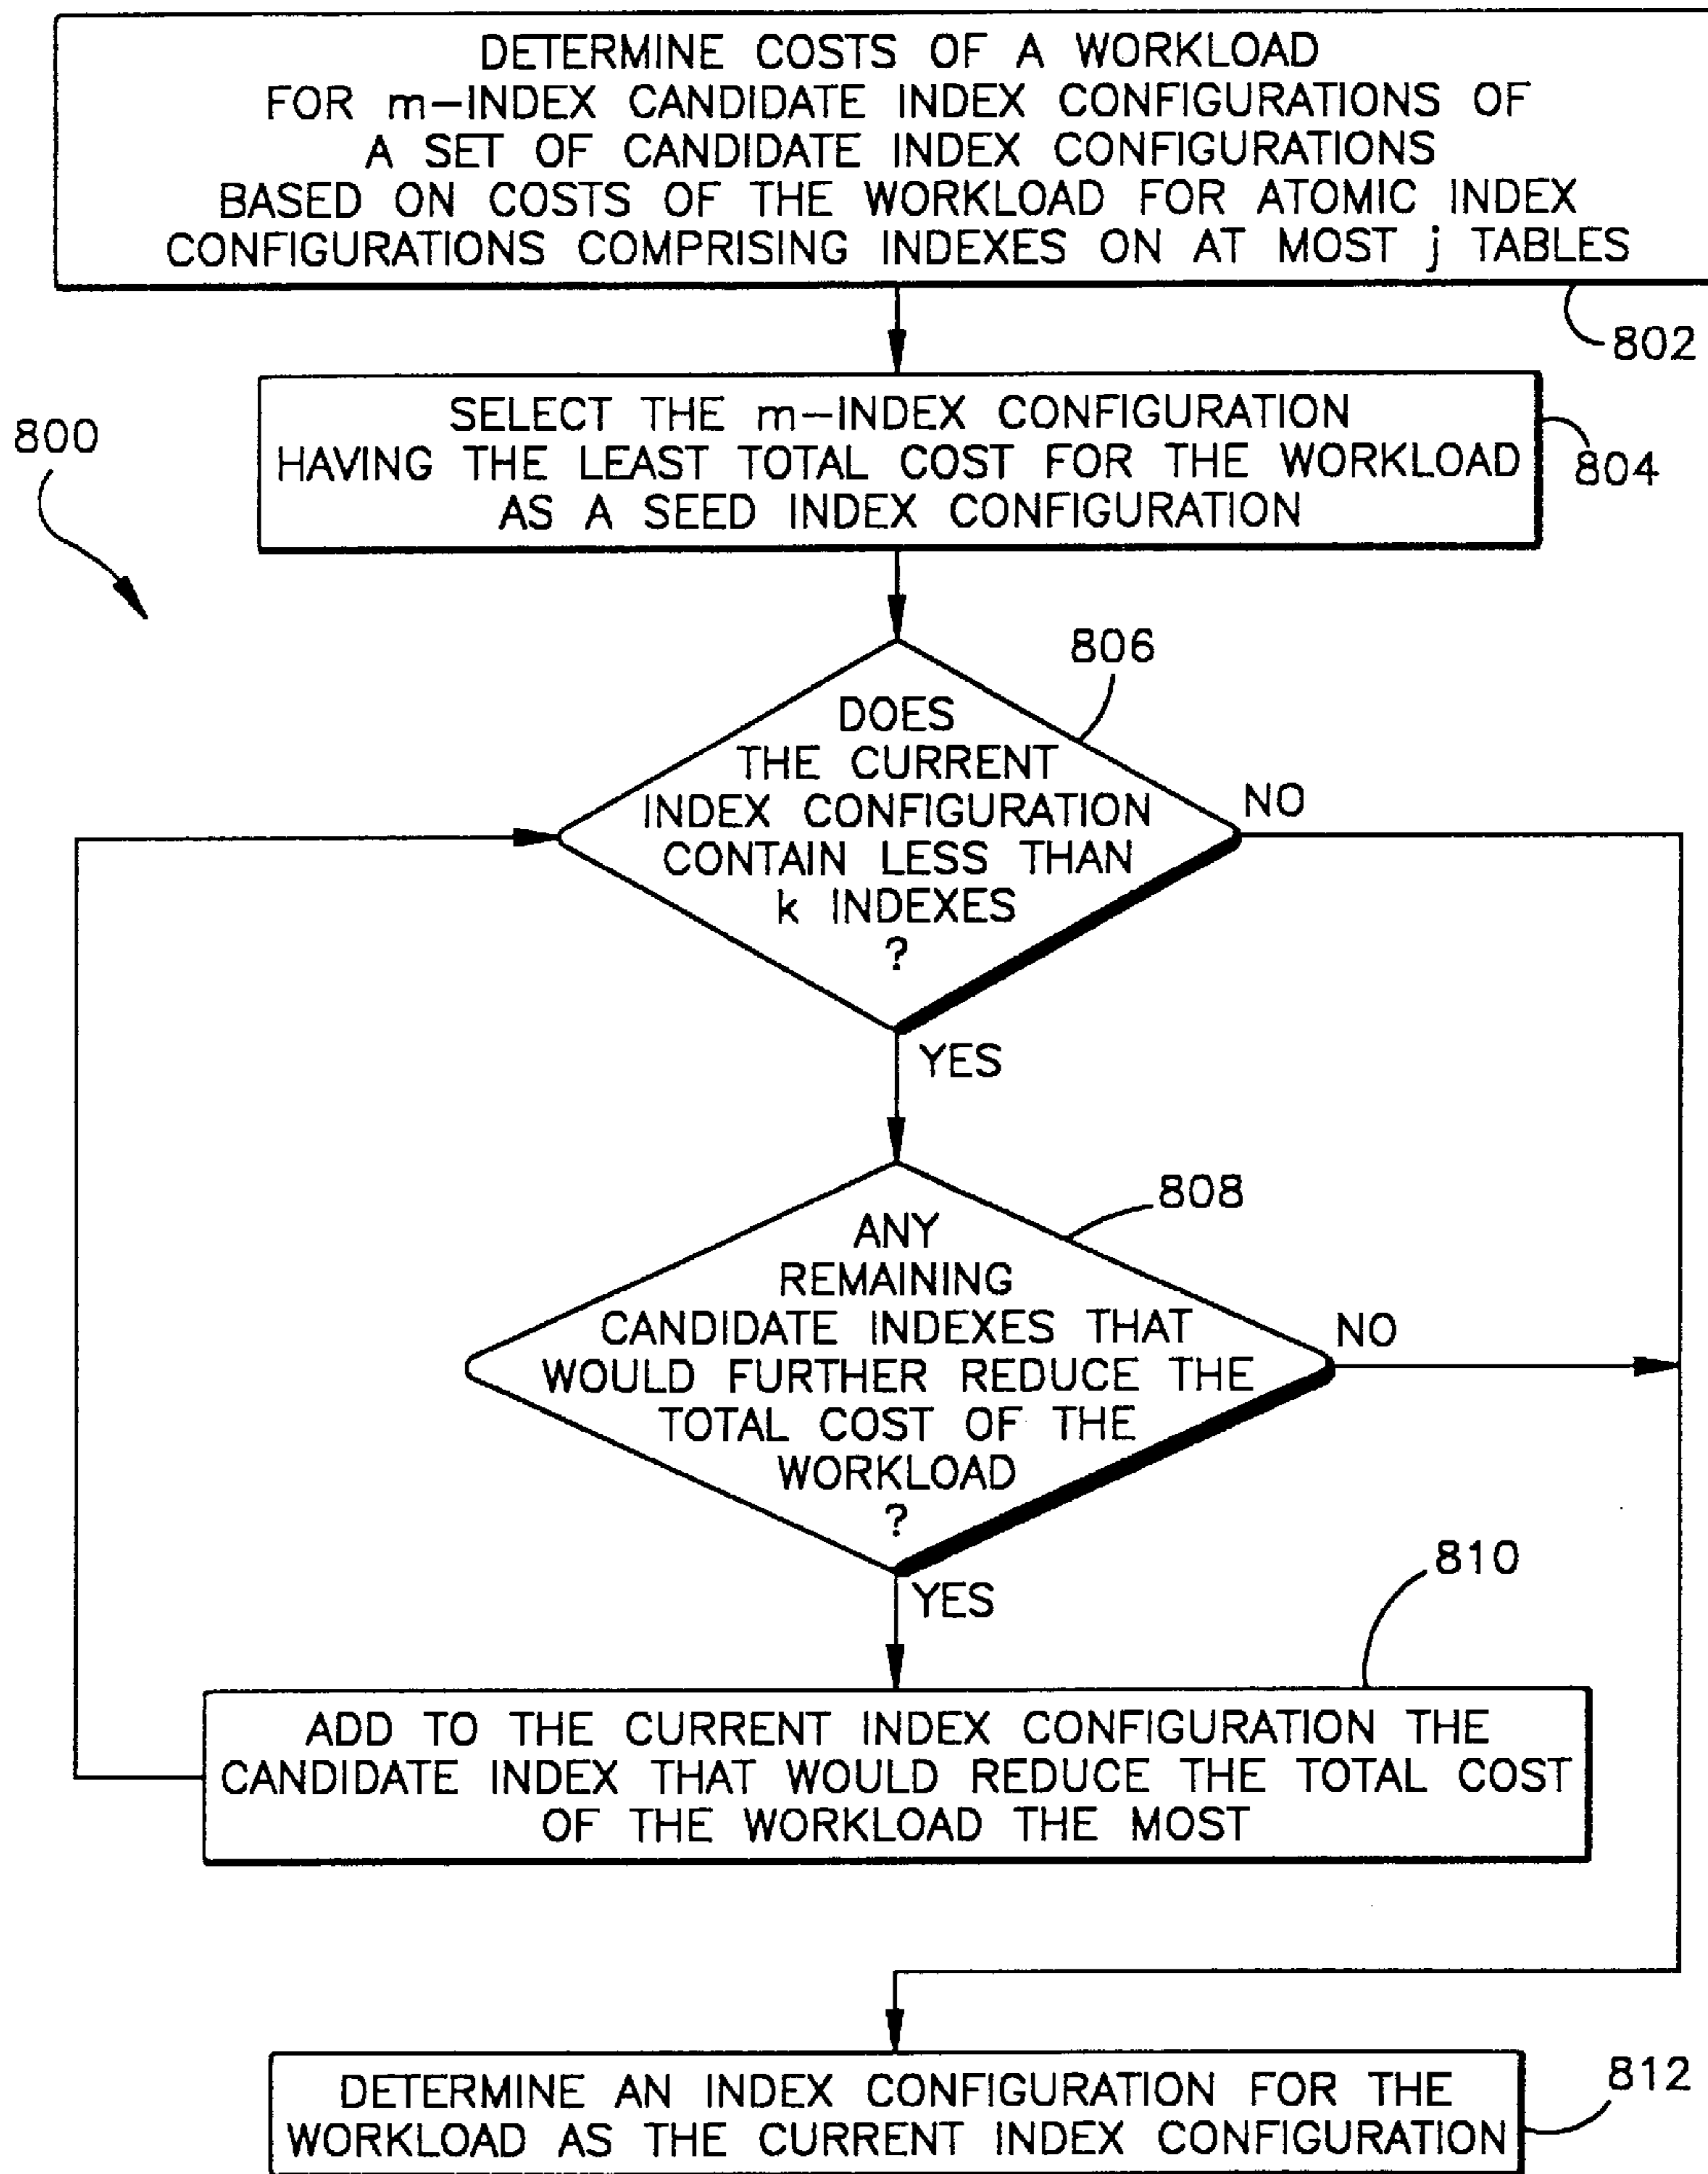 DETERMINE COSTS OF A WORKLOAD
FOR m-INDEX CANDIDATE INDEX CONFIGURATIONS OF
A SET OF CANDIDATE INDEX CONFIGURATIONS
BASED ON COSTS OF THE WORKLOAD FOR ATOMIC INDEX
CONFIGURATIONS COMPRISING INDEXES ON AT MOST j TABLES
802
SELECT THE m-INDEX CONFIGURATION
HAVING THE LEAST TOTAL COST FOR THE WORKLOAD
AS A SEED INDEX CONFIGURATION
804
800
806
DOES
THE CURRENT
INDEX CONFIGURATION
CONTAIN LESS THAN
k INDEXES
?
NO
YES
808
ANY
REMAINING
CANDIDATE INDEXES THAT
WOULD FURTHER REDUCE THE
TOTAL COST OF THE
WORKLOAD
?
NO
YES
810
ADD TO THE CURRENT INDEX CONFIGURATION THE
CANDIDATE INDEX THAT WOULD REDUCE THE TOTAL COST
OF THE WORKLOAD THE MOST
DETERMINE AN INDEX CONFIGURATION FOR THE
WORKLOAD AS THE CURRENT INDEX CONFIGURATION
812